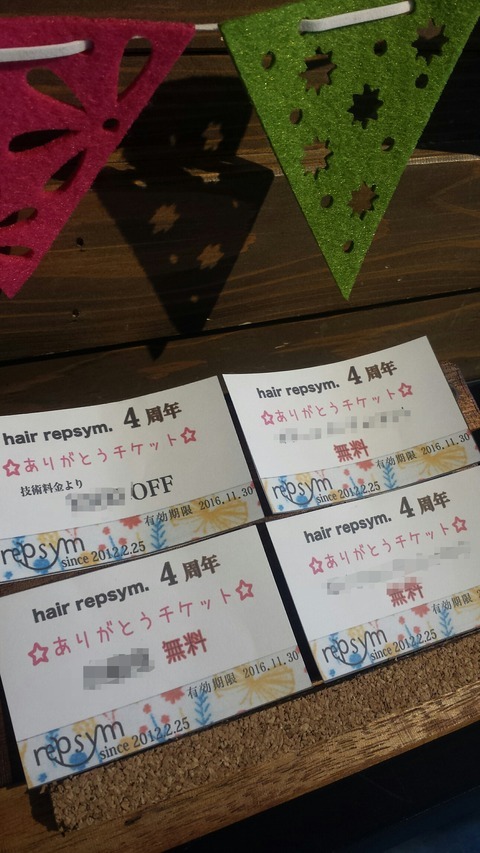 hair repsym. 4周年
☆ありがとうチケット☆
技術料金より
OFF
有効期限 2016.11.30
repsym since 2012.2.25
hair repsym. 4周年
☆ありがとうチケット☆
無料
有効期限 2016.11.30
repsym since 2012.2.25
hair repsym. 4周年
☆ありがとうチケット☆
無料
有効期限 2016.11.30
repsym since 2012.2.25
hair repsym. 4周年
☆ありがとうチケット☆
無料
有効期限
repsym since 2012.2.25